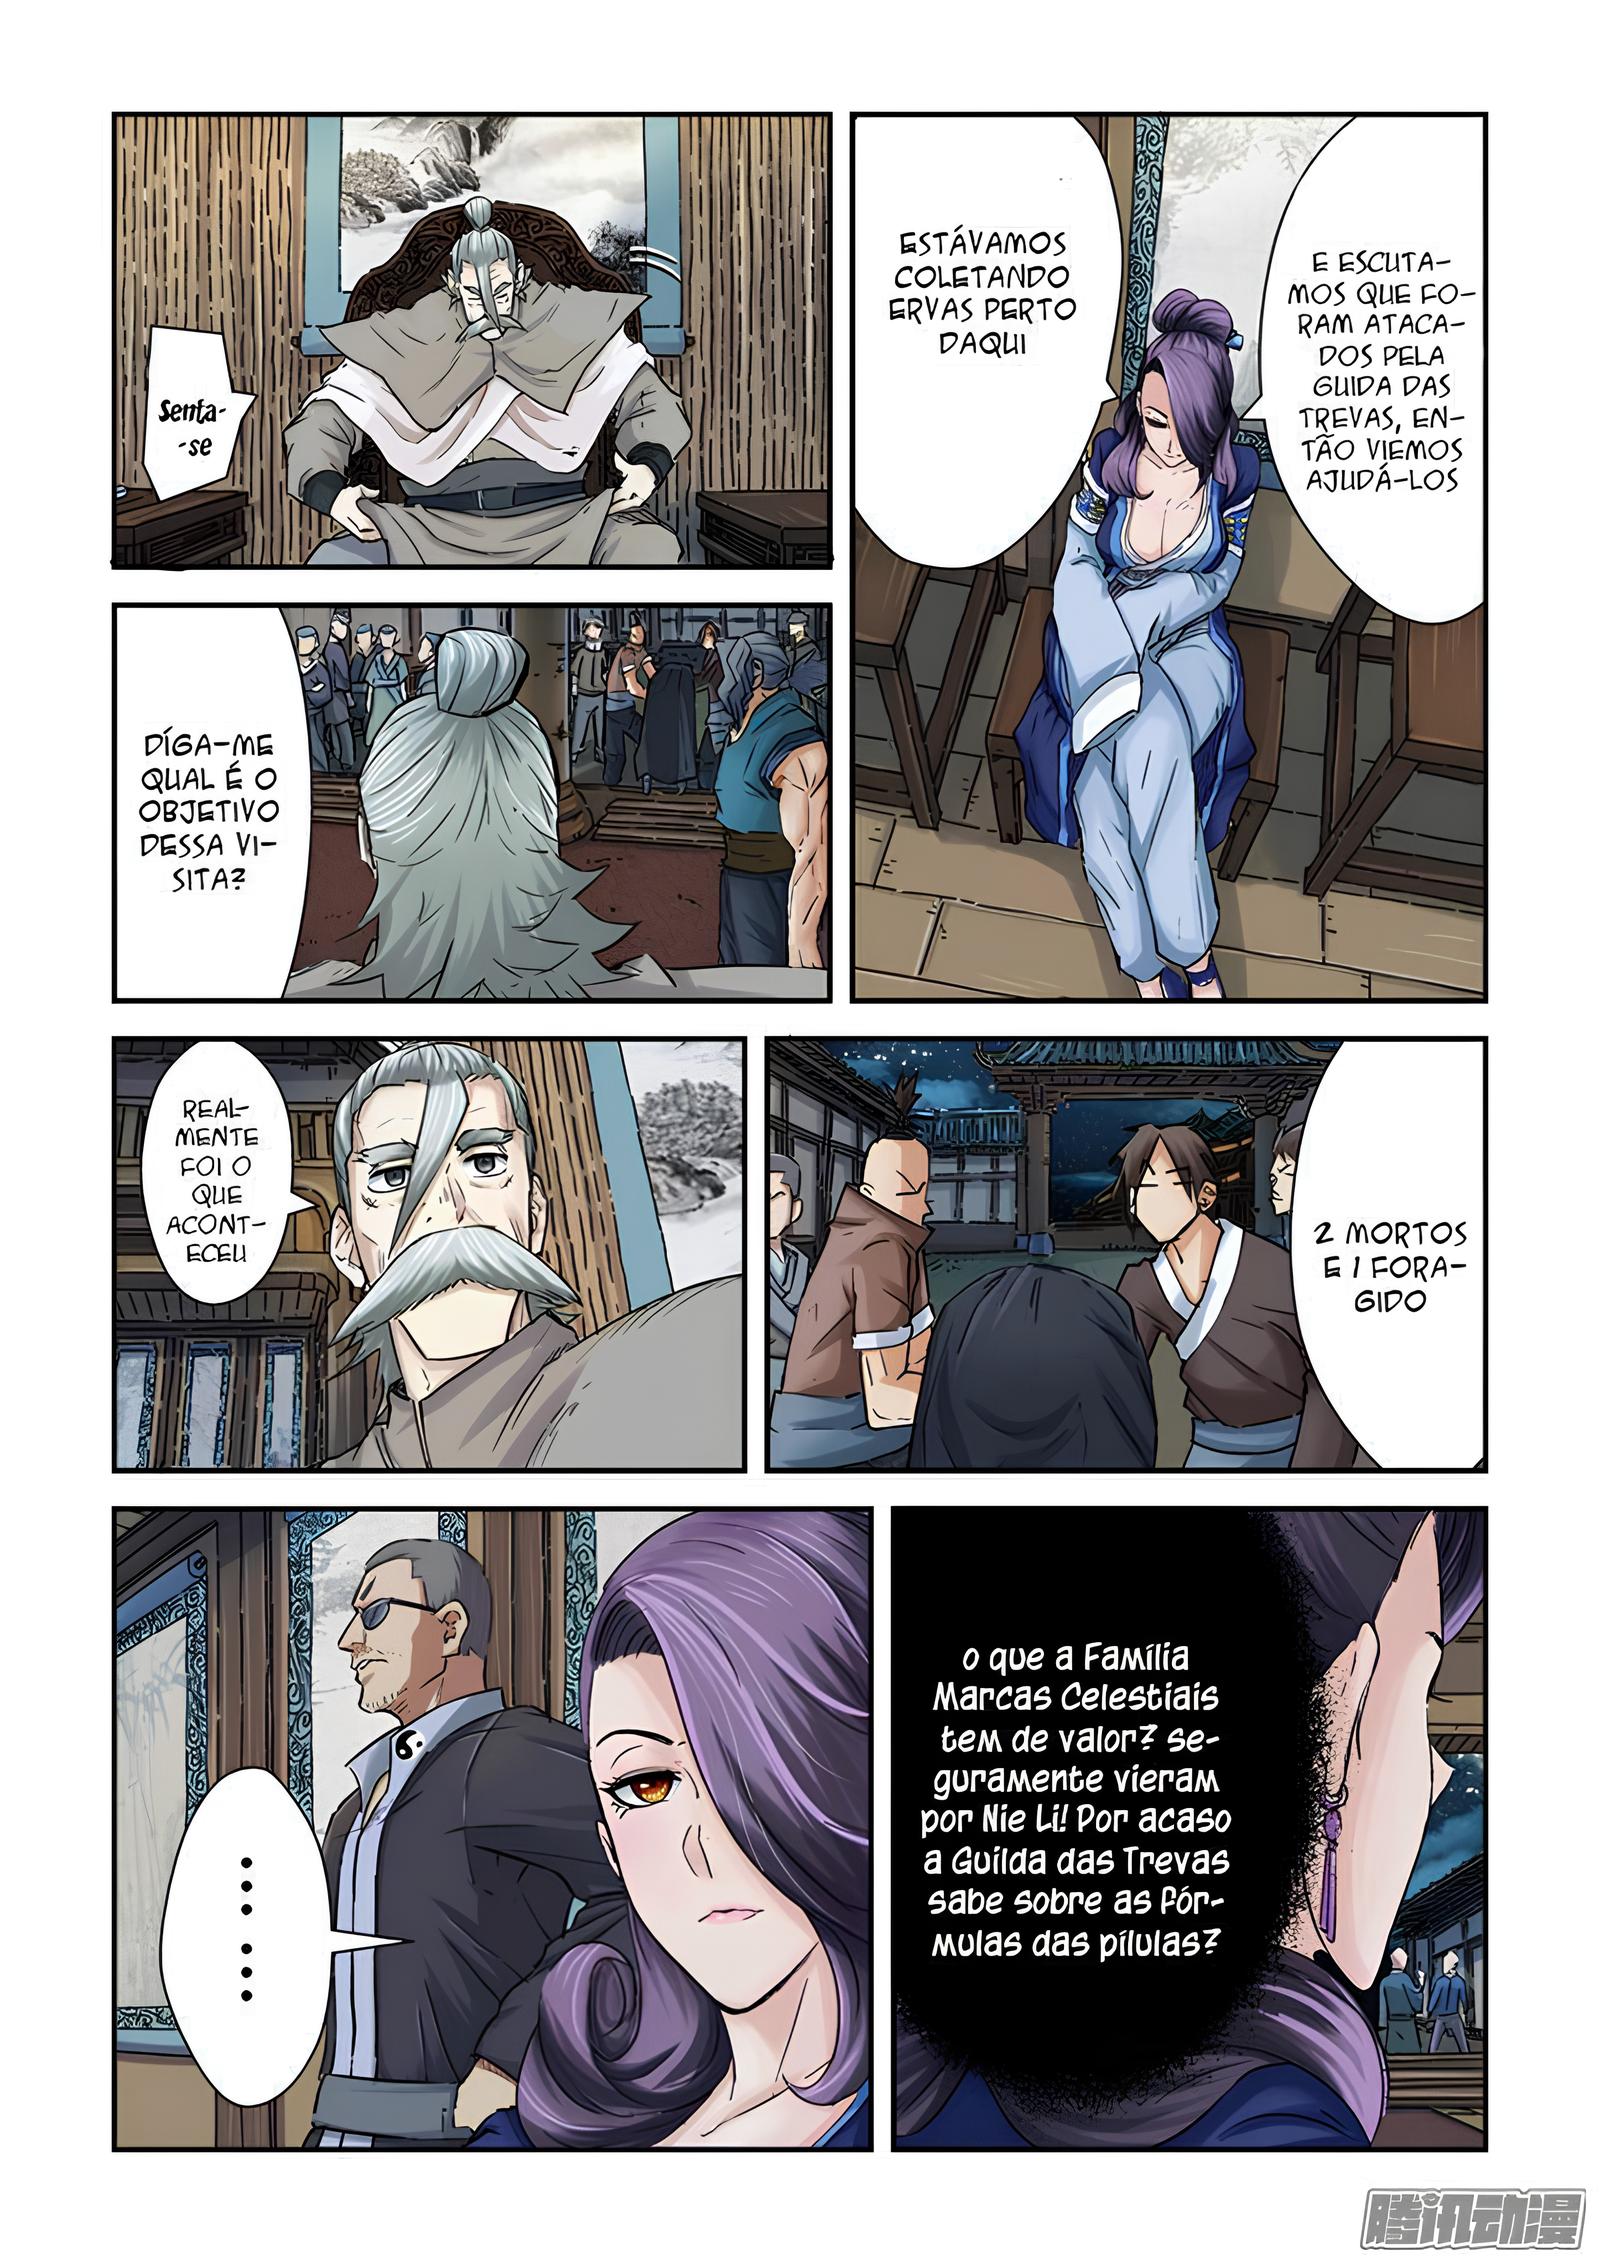 Senta-
-se
DÍGA-ME
QUAL É O
OBJETIVO
DESSA VI-
SITA?
ESTÁVAMOS
COLETANDO
ERVAS PERTO
DAQUI
E ESCUTA-
MOS QUE FO-
RAM ATACA-
DOS PELA
GUIDA DAS
TREVAS, EN-
TÃO VIEMOS
AJUDÁ-LOS
REAL-
MENTE
FOI O
QUE
ACONT-
ECEU
2 MORTOS
E 1 FORA-
GIDO
......
o que a Família
Marcas Celestiais
tem de valor? se-
guramente vieram
por Nie Li! Por acaso
a Guilda das Trevas
sabe sobre as fór-
mulas das pílulas?
腾讯动漫